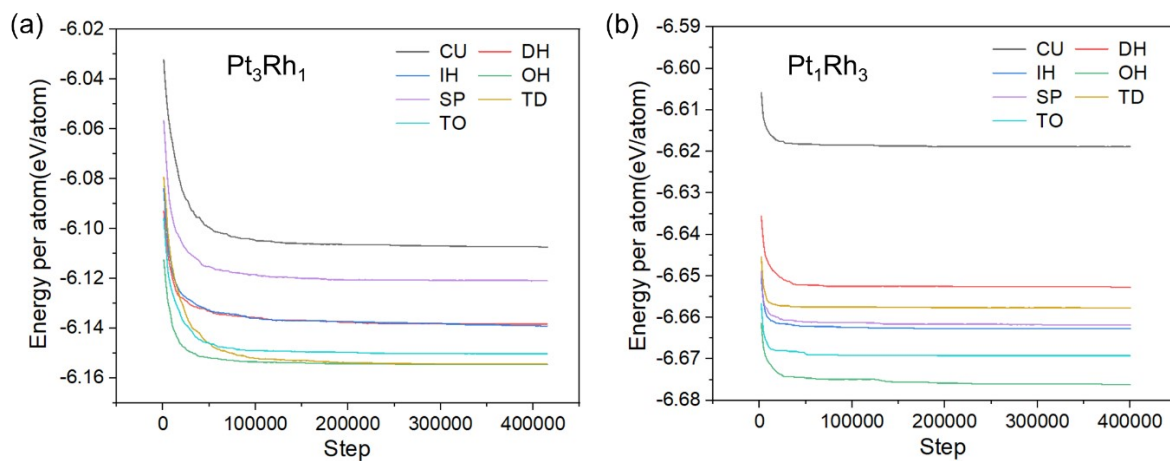 (a)
Pt₃Rh₁
CU DH
IH OH
SP TD
TO
Energy per atom(eV/atom)
-6.02
-6.04
-6.06
-6.08
-6.10
-6.12
-6.14
-6.16
0 100000 200000 300000 400000
Step
(b)
Pt₁Rh₃
CU DH
IH OH
SP TD
TO
Energy per atom(eV/atom)
-6.59
-6.60
-6.61
-6.62
-6.63
-6.64
-6.65
-6.66
-6.67
-6.68
0 100000 200000 300000 400000
Step